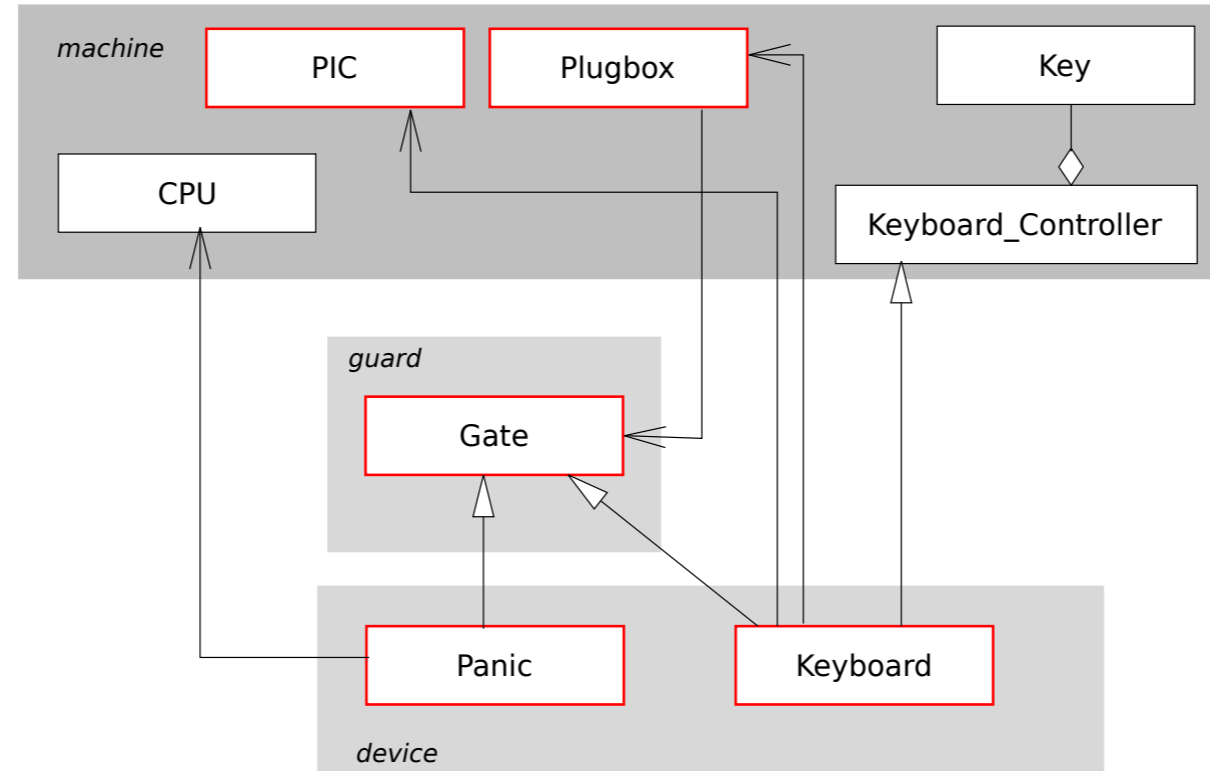 machine
PIC
Plugbox
Key
CPU
Keyboard_Controller
guard
Gate
Panic
Keyboard
device